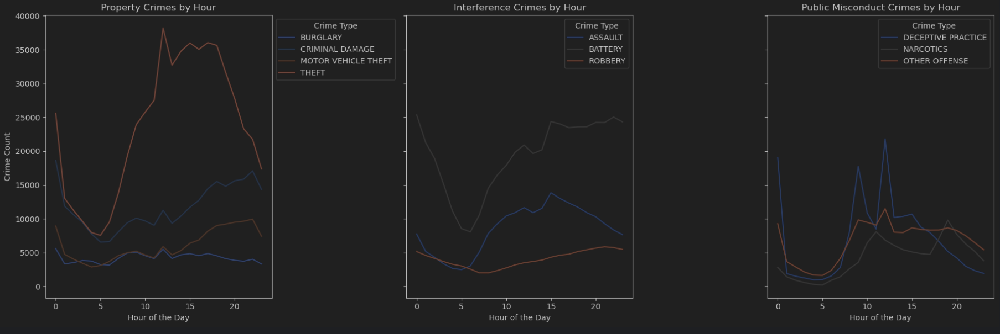 Property Crimes by Hour
Crime Type
BURGLARY
CRIMINAL DAMAGE
MOTOR VEHICLE THEFT
THEFT
Crime Count
40000
35000
30000
25000
20000
15000
10000
5000
0
0 5 10 15 20
Hour of the Day
Interference Crimes by Hour
Crime Type
ASSAULT
BATTERY
ROBBERY
0 5 10 15 20
Hour of the Day
Public Misconduct Crimes by Hour
Crime Type
DECEPTIVE PRACTICE
NARCOTICS
OTHER OFFENSE
0 5 10 15 20
Hour of the Day